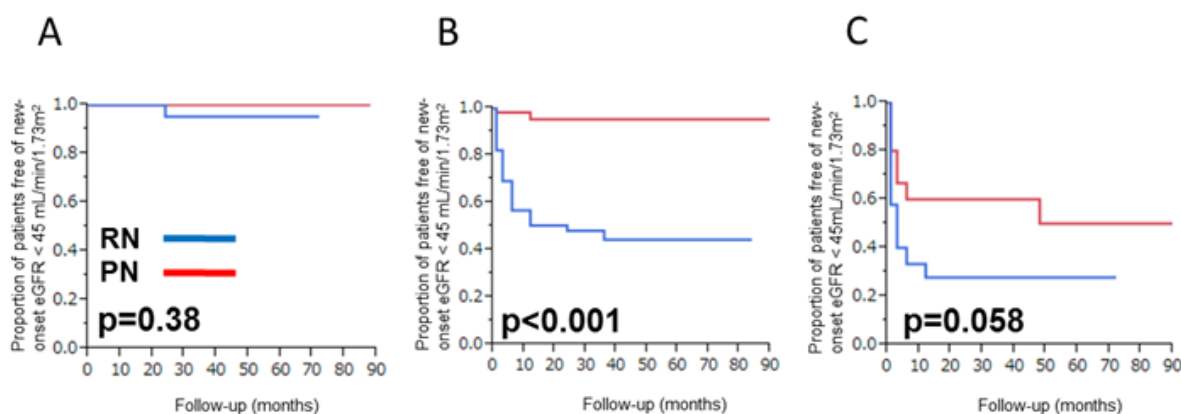 A
Proportion of patients free of new-
onset eGFR < 45 mL/min/1.73m²
1.0
0.8
0.6
0.4
0.2
0.0
RN
PN
p=0.38
0 10 20 30 40 50 60 70 80 90
Follow-up (months)
B
Proportion of patients free of new-
onset eGFR < 45 mL/min/1.73m²
1.0
0.8
0.6
0.4
0.2
0.0
p<0.001
0 10 20 30 40 50 60 70 80 90
Follow-up (months)
C
Proportion of patients free of new-
onset eGFR < 45mL/min/1.73m²
1.0
0.8
0.6
0.4
0.2
0.0
p=0.058
0 10 20 30 40 50 60 70 80 90
Follow-up (months)